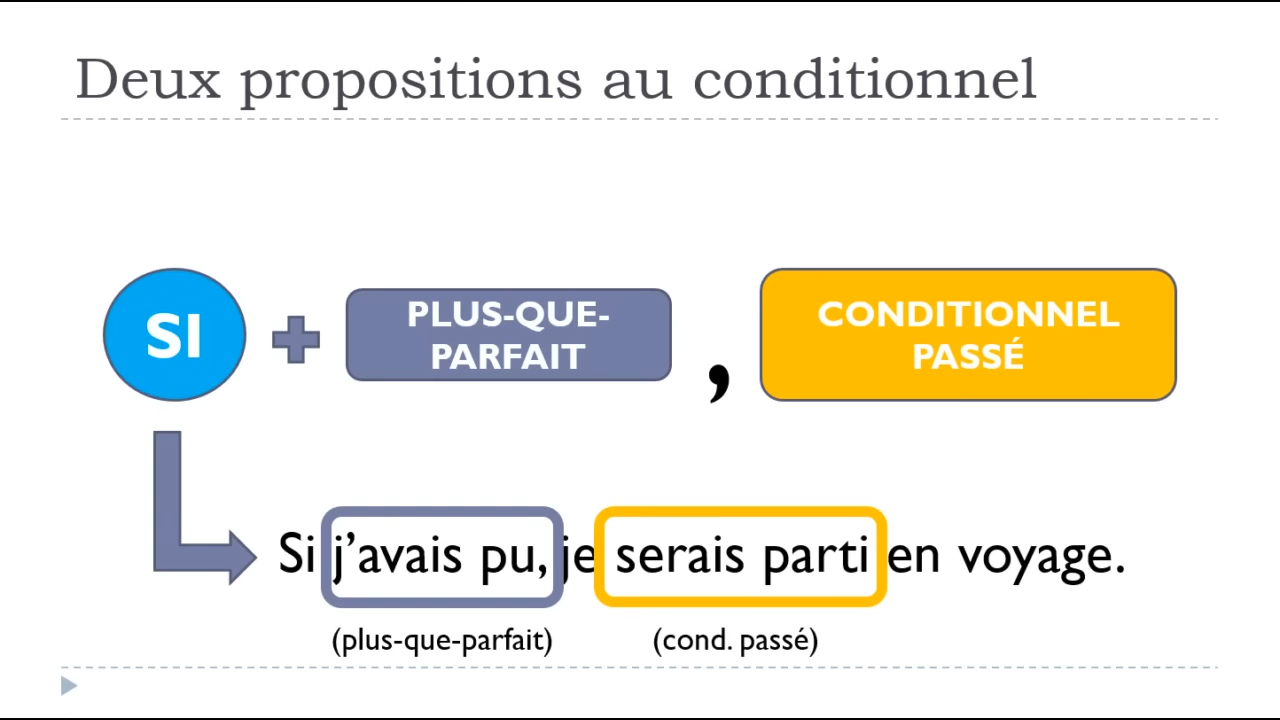 Deux propositions au conditionnel
SI
PLUS-QUE-
PARFAIT
,
CONDITIONNEL
PASSÉ
Si j’avais pu, je serais parti en voyage.
(plus-que-parfait)
(cond. passé)